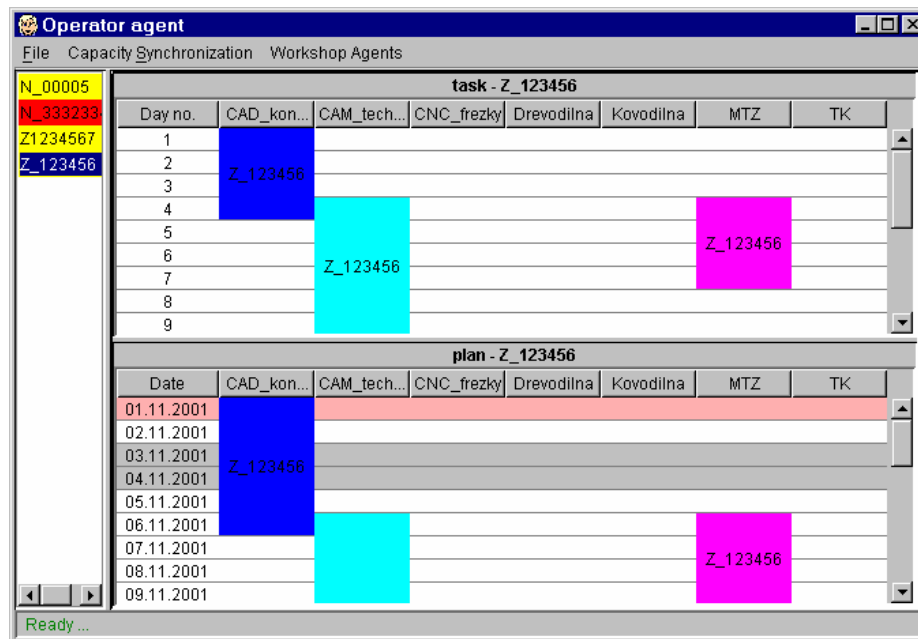 Operator agent
File Capacity Synchronization Workshop Agents
N_00005
N_333233
Z1234567
Z_123456
task - Z_123456
Day no. CAD_kon... CAM_tech... CNC_frezky Drevodilna Kovodilna MTZ TK
1
2
3
Z_123456
4
5
6
Z_123456
7
Z_123456
8
9
plan - Z_123456
Date CAD_kon... CAM_tech... CNC_frezky Drevodilna Kovodilna MTZ TK
01.11.2001
02.11.2001
03.11.2001
Z_123456
04.11.2001
05.11.2001
06.11.2001
07.11.2001
Z_123456
08.11.2001
09.11.2001
Ready ...